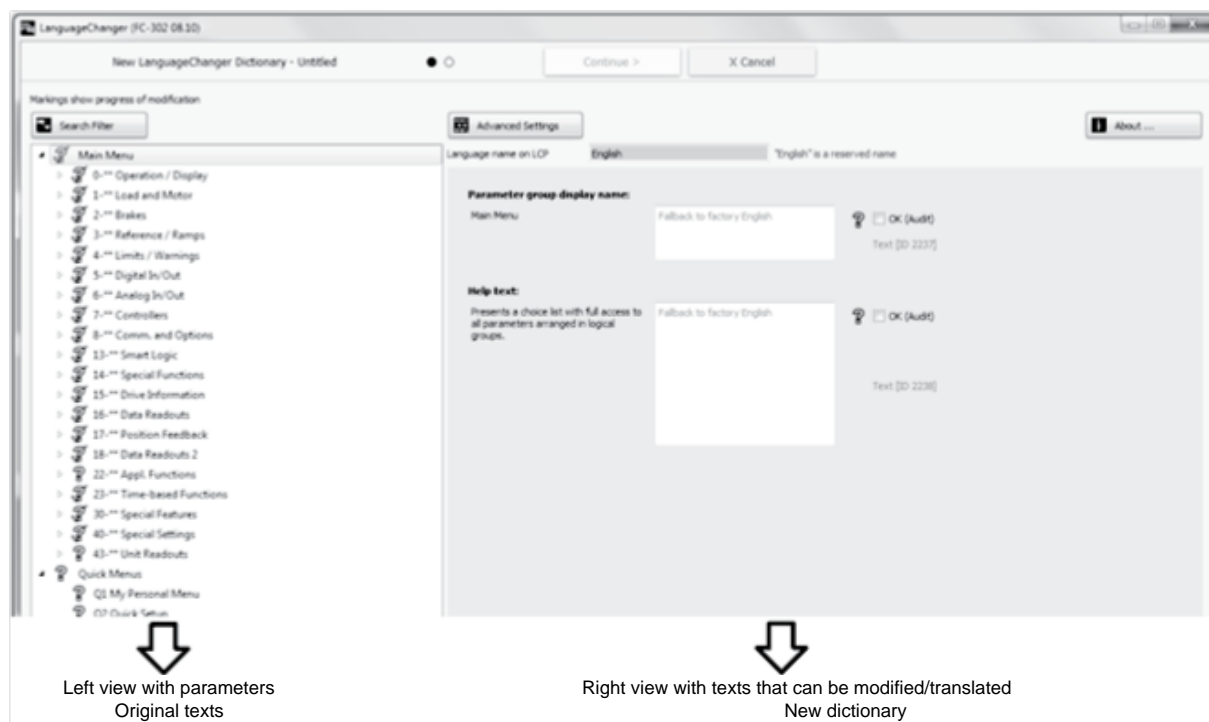 LanguageChanger (FC-302 08.10)
New LanguageChanger Dictionary - Untitled
Continue >
X Cancel
Markings show progress of modification
Search Filter
Advanced Settings
About ...
Language name on LCP
English
"English" is a reserved name
Main Menu
0-** Operation / Display
1-** Load and Motor
2-** Brakes
3-** Reference / Ramps
4-** Limits / Warnings
5-** Digital In/Out
6-** Analog In/Out
7-** Controllers
8-** Comm. and Options
13-** Smart Logic
14-** Special Functions
15-** Drive Information
16-** Data Readouts
17-** Position Feedback
18-** Data Readouts 2
22-** Appl. Functions
23-** Time-based Functions
30-** Special Features
40-** Special Settings
43-** Unit Readouts
Quick Menus
Q1 My Personal Menu
Q2 Quick Setup
Parameter group display name:
Main Menu
Fallback to factory English
OK (Audit)
Text [ID 2237]
Help text:
Presents a choice list with full access to
all parameters arranged in logical
groups.
Fallback to factory English
OK (Audit)
Text [ID 2238]
Left view with parameters
Original texts
Right view with texts that can be modified/translated
New dictionary